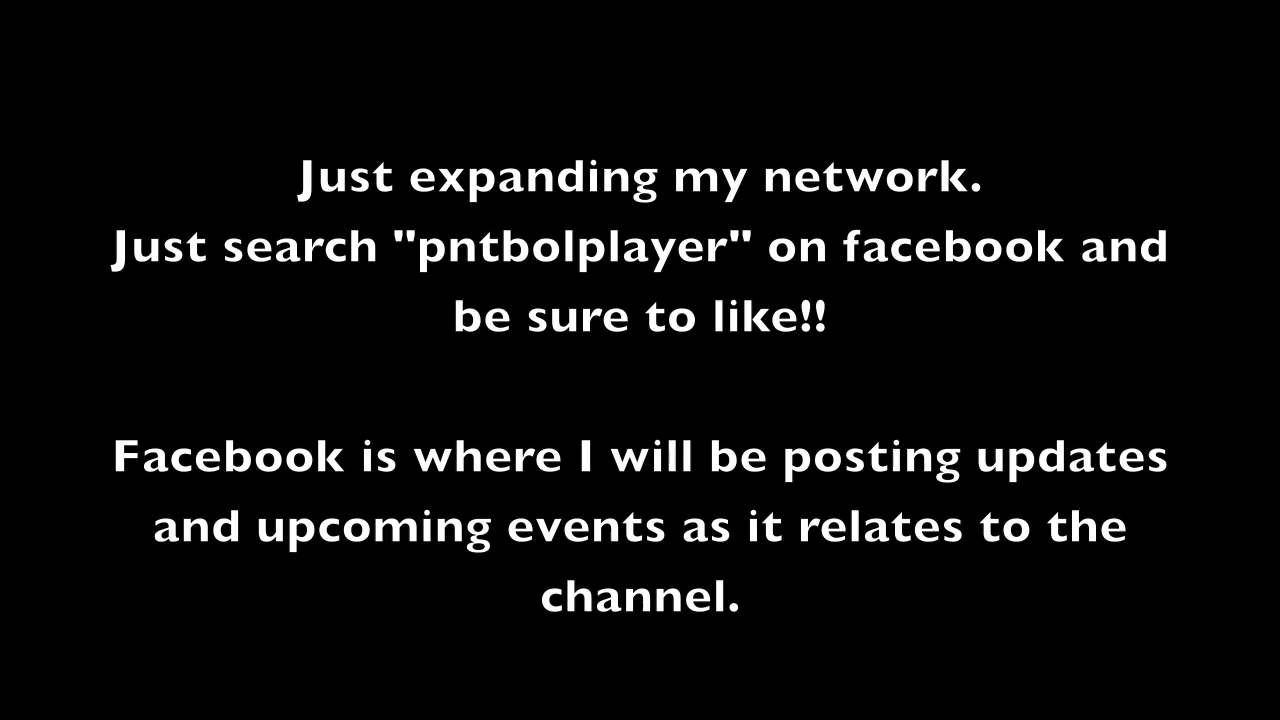 Just expanding my network.
Just search "pntbolplayer" on facebook and
be sure to like!!
Facebook is where I will be posting updates
and upcoming events as it relates to the
channel.